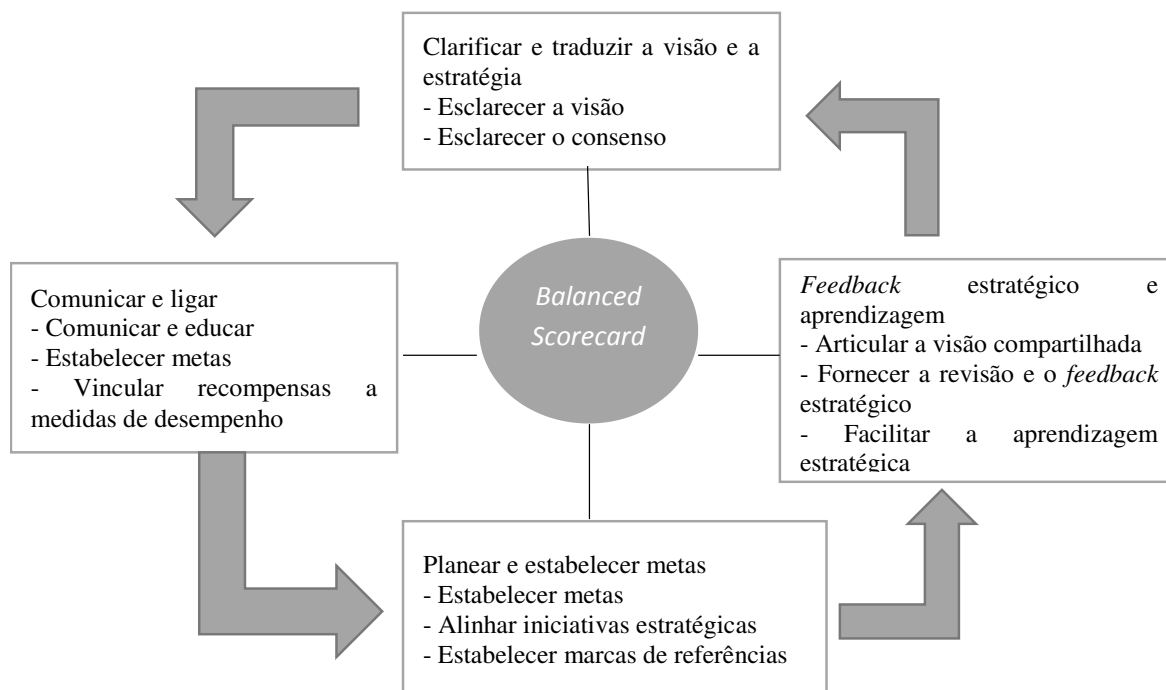 Clarificar e traduzir a visão e a
estratégia
- Esclarecer a visão
- Esclarecer o consenso
Comunicar e ligar
- Comunicar e educar
- Estabelecer metas
- Vincular recompensas a
medidas de desempenho
Balanced
Scorecard
Feedback estratégico e
aprendizagem
- Articular a visão compartilhada
- Fornecer a revisão e o feedback
estratégico
- Facilitar a aprendizagem
estratégica
Planear e estabelecer metas
- Estabelecer metas
- Alinhar iniciativas estratégicas
- Estabelecer marcas de referências